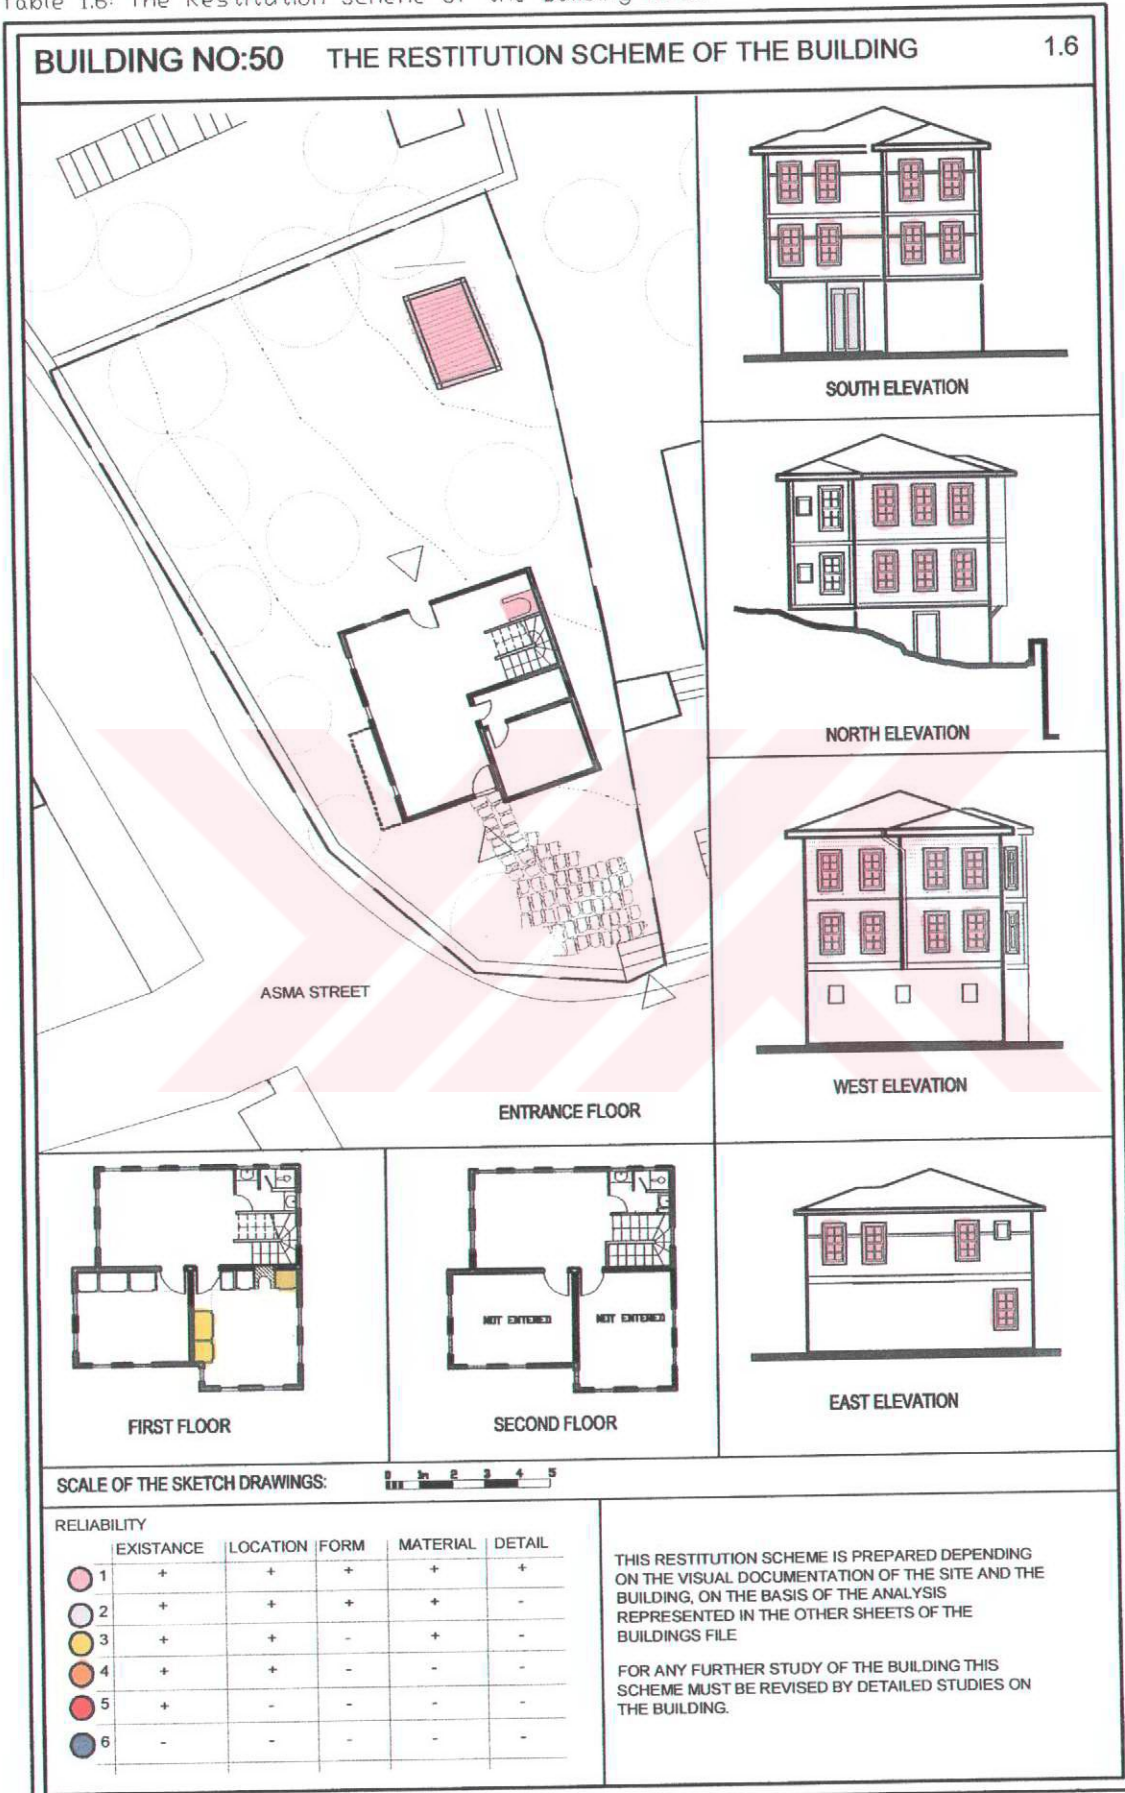 Table 1.6: The Restitution Scheme of the Building
BUILDING NO:50 THE RESTITUTION SCHEME OF THE BUILDING 1.6
SOUTH ELEVATION
NORTH ELEVATION
ASMA STREET
WEST ELEVATION
ENTRANCE FLOOR
NOT ENTERED NOT ENTERED
FIRST FLOOR
SECOND FLOOR
EAST ELEVATION
SCALE OF THE SKETCH DRAWINGS: 0 1m 2 3 4 5
RELIABILITY
EXISTANCE LOCATION FORM MATERIAL DETAIL
1 + + + + +
2 + + + + -
3 + + - + -
4 + + - - -
5 + - - - -
6 - - - - -
THIS RESTITUTION SCHEME IS PREPARED DEPENDING
ON THE VISUAL DOCUMENTATION OF THE SITE AND THE
BUILDING, ON THE BASIS OF THE ANALYSIS
REPRESENTED IN THE OTHER SHEETS OF THE
BUILDINGS FILE
FOR ANY FURTHER STUDY OF THE BUILDING THIS
SCHEME MUST BE REVISED BY DETAILED STUDIES ON
THE BUILDING.